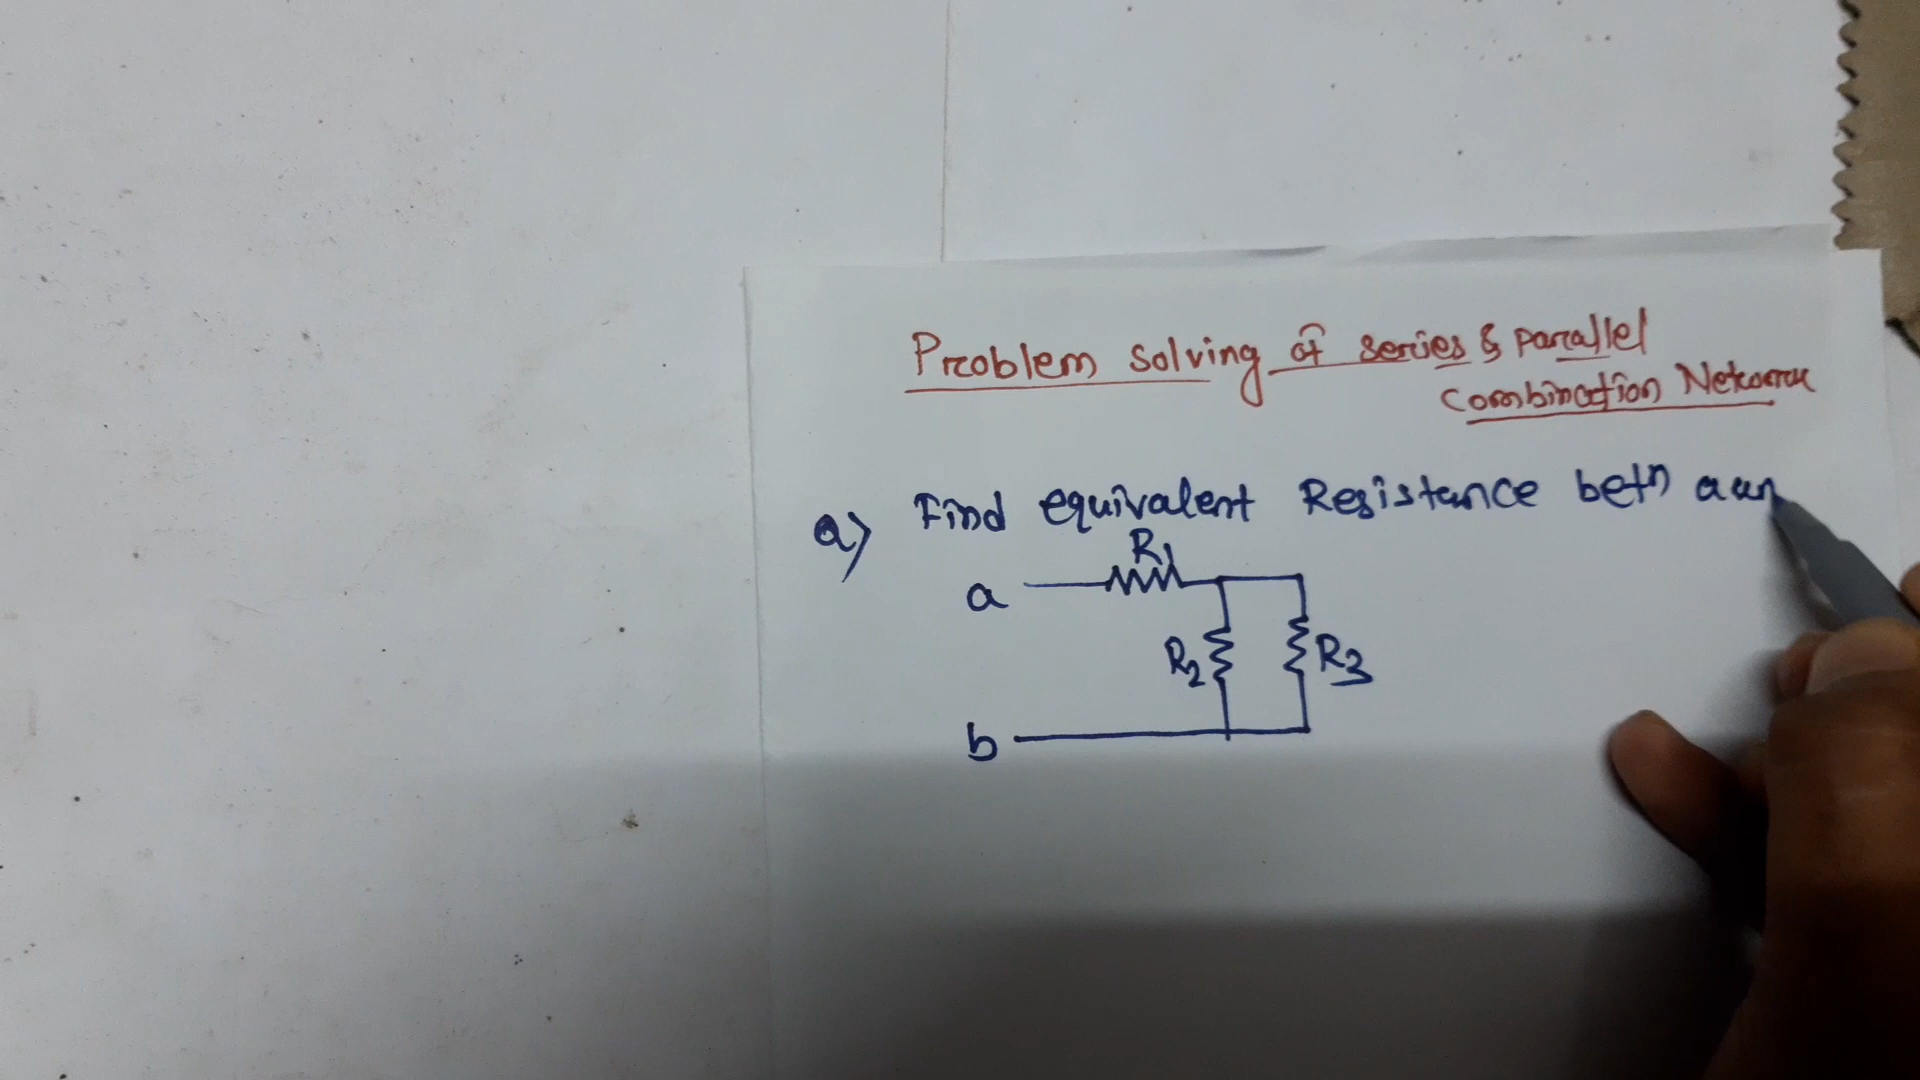 Problem solving of series & parallel
Combination Network
Q) Find equivalent Resistance betn a
R1
a
R2
R3
b